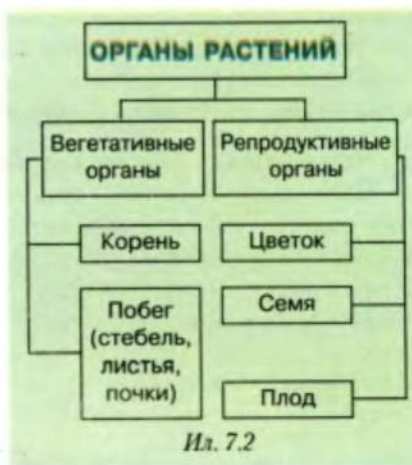 ОРГАНЫ РАСТЕНИЙ
Вегетативные
органы
Репродуктивные
органы
Корень
Цветок
Побег
(стебель,
листья,
почки)
Семя
Плод
Ил. 7.2